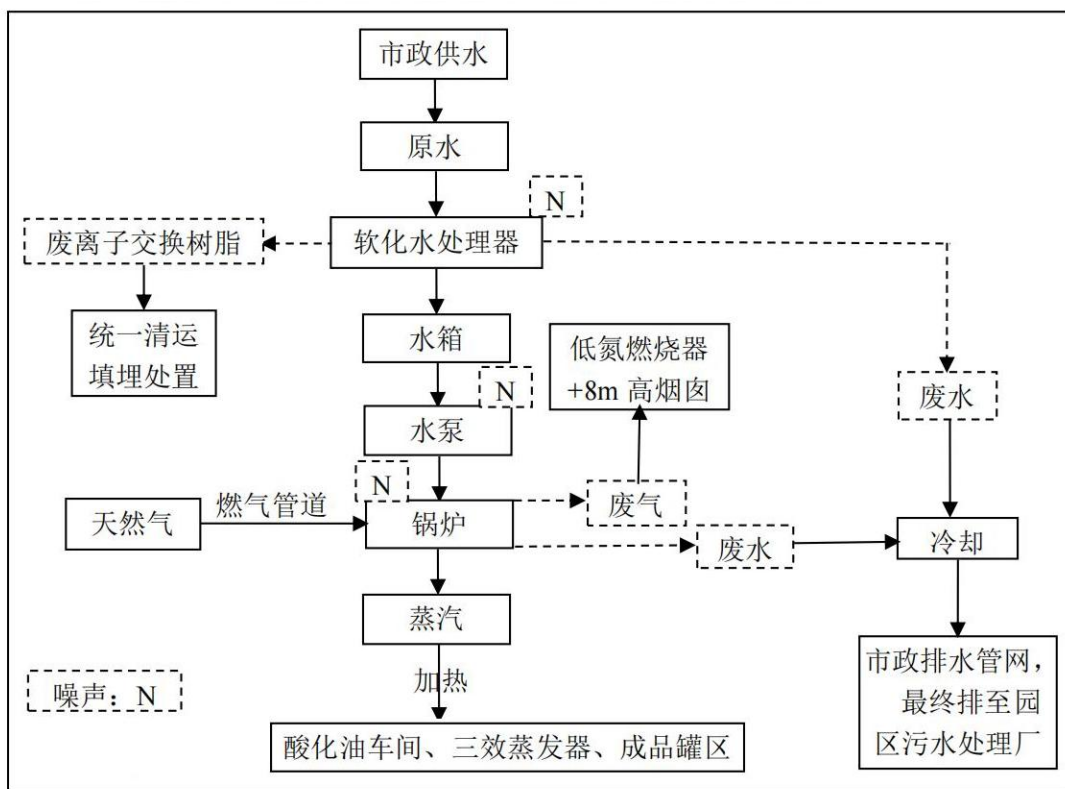 市政供水
原水
N
废离子交换树脂
软化水处理器
统一清运
填埋处置
水箱
低氮燃烧器
+8m 高烟囱
N
废水
水泵
N
天然气
燃气管道
锅炉
废气
废水
冷却
蒸汽
加热
噪声：N
市政排水管网，
最终排至园
区污水处理厂
酸化油车间、三效蒸发器、成品罐区